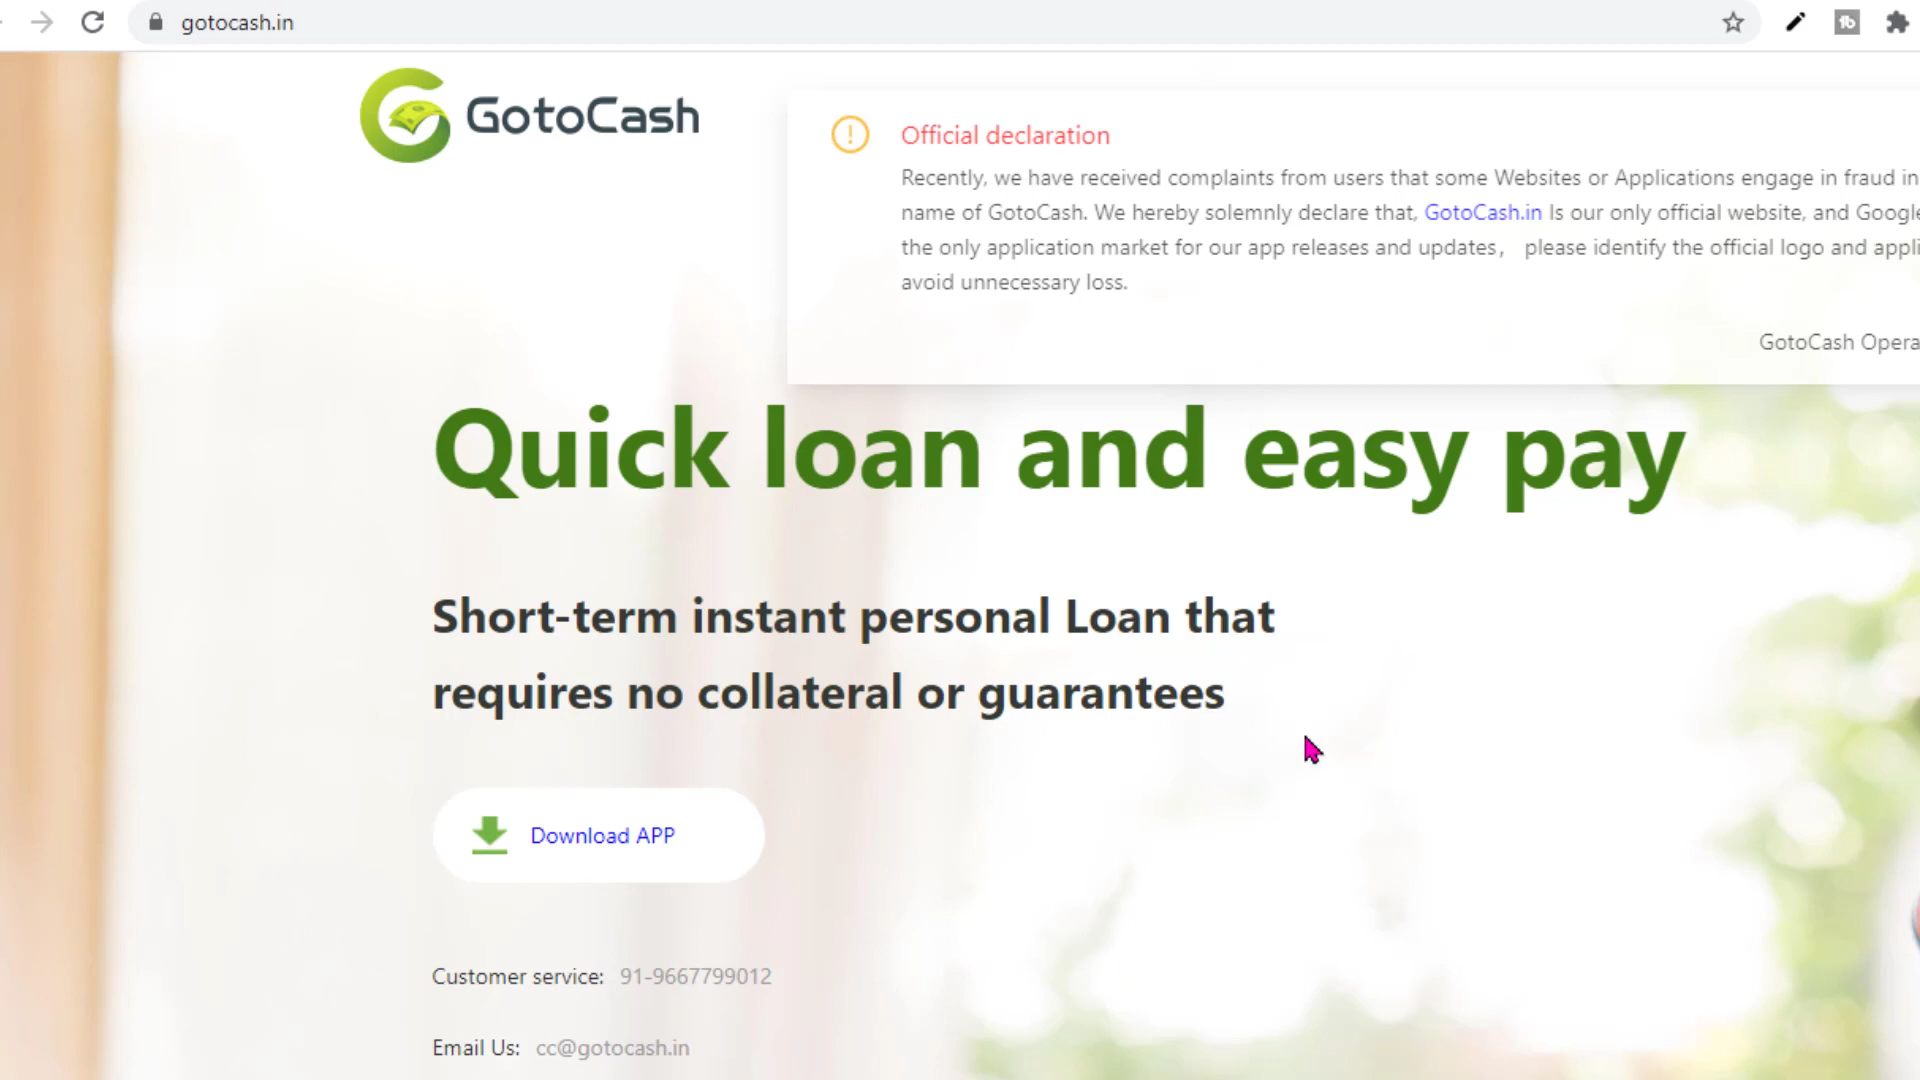 gotocash.in
GotoCash
Official declaration
Recently, we have received complaints from users that some Websites or Applications engage in fraud in
name of GotoCash. We hereby solemnly declare that, GotoCash.in Is our only official website, and Google
the only application market for our app releases and updates， please identify the official logo and appli
avoid unnecessary loss.
GotoCash Opera
Quick loan and easy pay
Short-term instant personal Loan that
requires no collateral or guarantees
Download APP
Customer service: 91-9667799012
Email Us: cc@gotocash.in